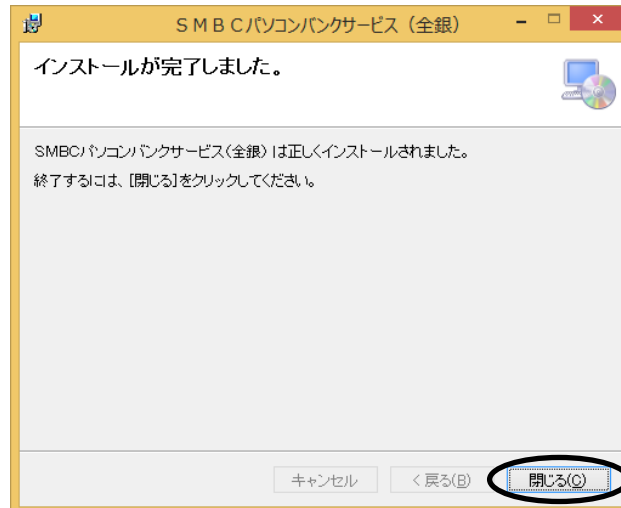 SMBCパソコンバンクサービス（全銀）
インストールが完了しました。
SMBCパソコンバンクサービス(全銀) は正しくインストールされました。
終了するには、[閉じる]をクリックしてください。
キャンセル
< 戻る(B)
閉じる(C)